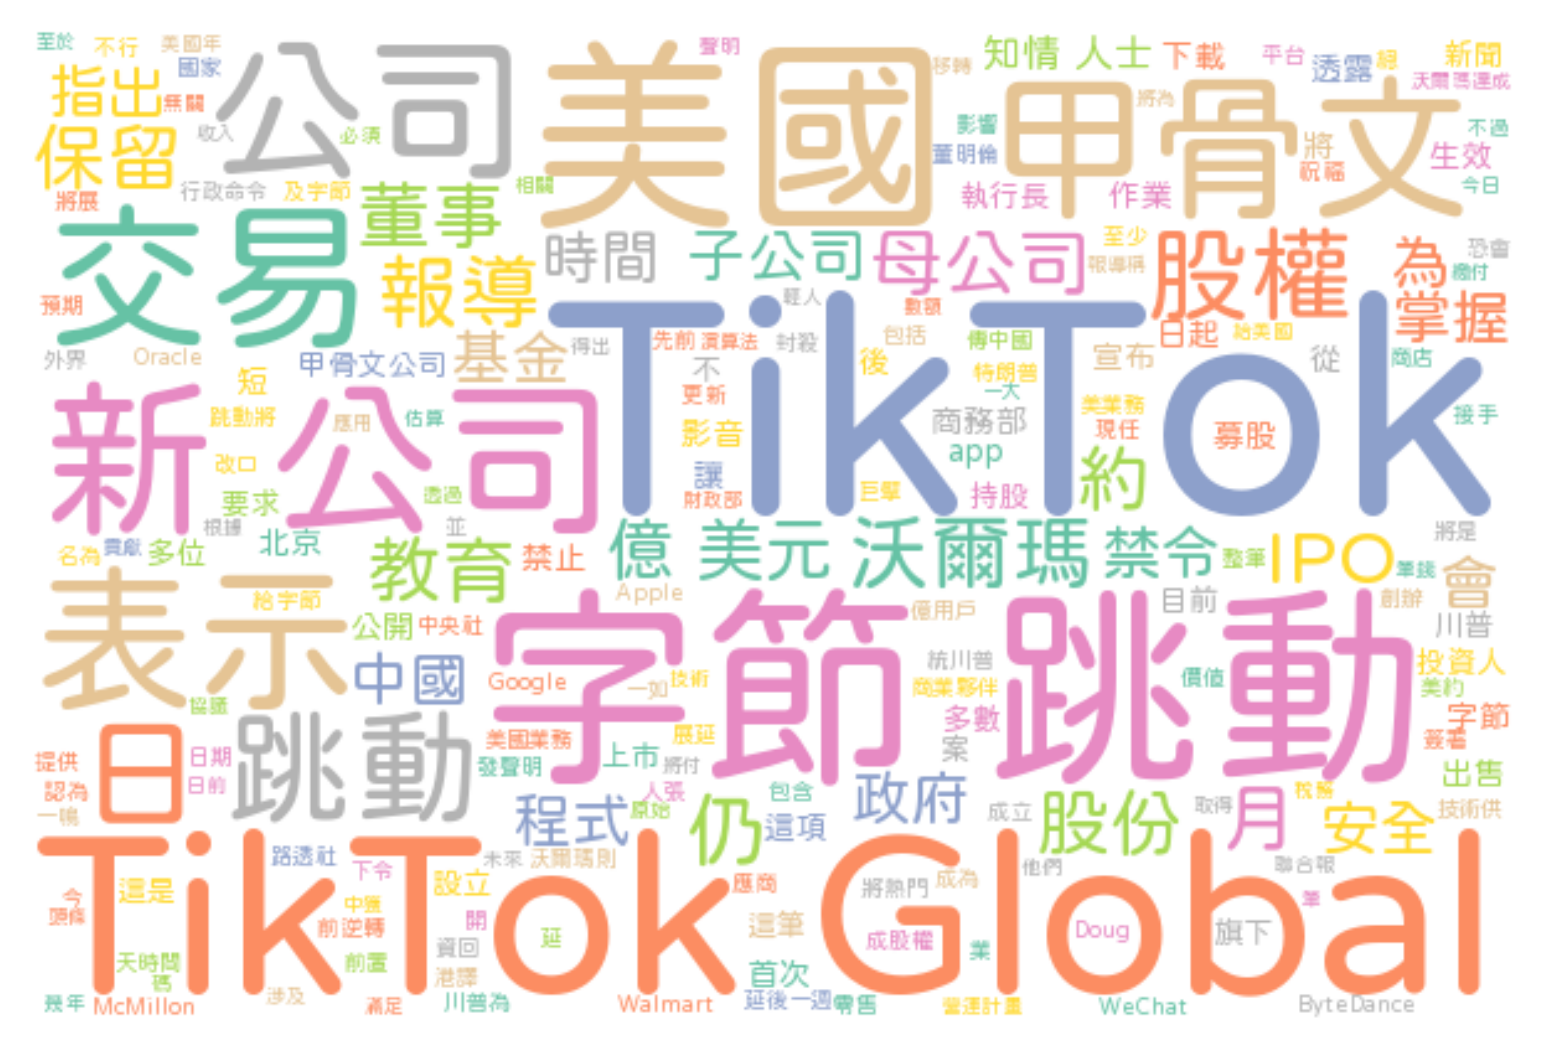 至於 不行 美國年 聲明 知情 人士 下載 平台 透露 新聞
國家 移轉 沃爾瑪達成
指出 無關 公司 美國 甲骨文 將為
保留 收入 必須 影響 董明倫 將 不過
行政命令 及字節 相關 執行長 作業 祝福 生效 今日
將展 董事
交易 時間 子公司 母公司 至少 股權 為 恐會
報導 報導稱 繳付
預期 輕人 數額 掌握
TikTok
外界 Oracle 甲骨文公司 基金 得出 先前 演算法 封殺 包括 傳中國 日起 給美國
短 不 後 特朗普 宣布 從 商店
更新 一大
新公司 跳動將 應用 估算 影音 商務部 美業務 現任 募股 接手
改口 讓 app 約
要求 透過 財政部 巨擘 持股
根據 並 將是
名為 貢獻 多位 北京 教育 禁止 億 美元 沃爾瑪 禁令 整筆 IPO 筆錢 會
表示 給字節 Apple 目前 創辦
公開 中央社 字節跳動 億用戶 川普
中國 Google 一如 技術 統川普 價值 投資人
協議 商業夥伴 美約
日 跳動 美國業務 展延 多數 字節
提供 日期 發聲明 上市 將付 案 簽署
認為 日前 人張 包含 政府 出售
一鳴 程式 原始 仍 這項 成立 股份 取得 月 稅務 安全 技術供
TikTok Global
路透社 下令 未來 沃爾瑪則 他們 聯合報
今 這是 中獲 設立 應商 將熱門 成為 筆
頭條 前逆轉 開 這筆 成股權 Doug 旗下
天時間 前置 資回 延 業
碼 港譯 首次
幾年 McMillon 涉及 滿足 川普為 Walmart 延後一週 零售 營運計畫 WeChat ByteDance